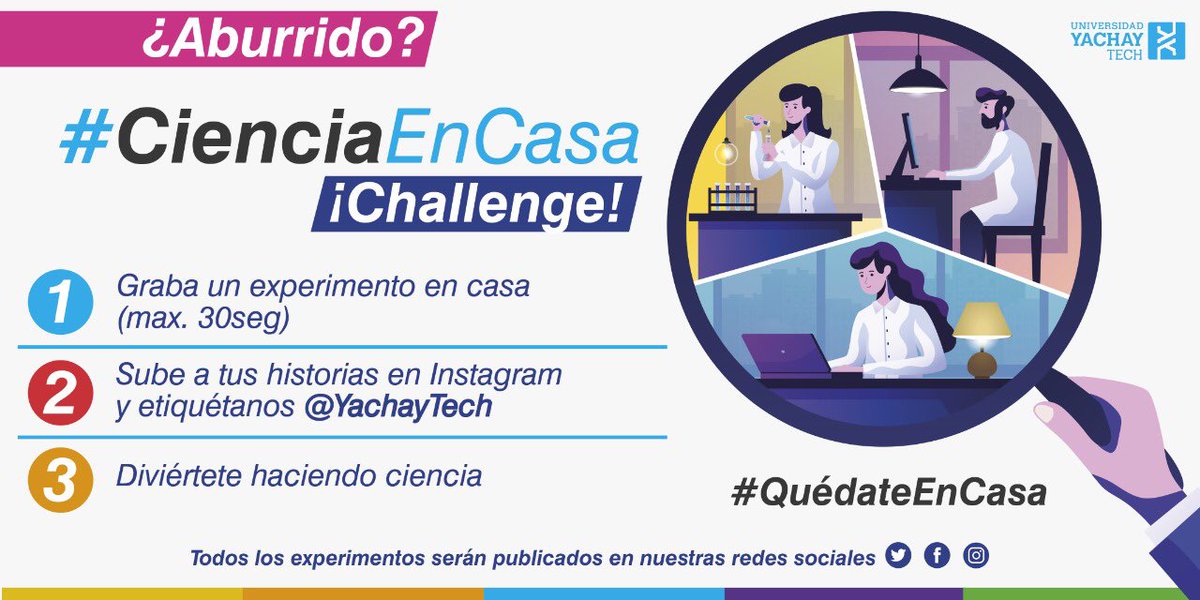 ¿Aburrido?
UNIVERSIDAD
YACHAY
TECH
#CienciaEnCasa
¡Challenge!
1
Graba un experimento en casa
(max. 30seg)
2
Sube a tus historias en Instagram
y etiquétanos @YachayTech
3
Diviértete haciendo ciencia
#QuédateEnCasa
Todos los experimentos serán publicados en nuestras redes sociales